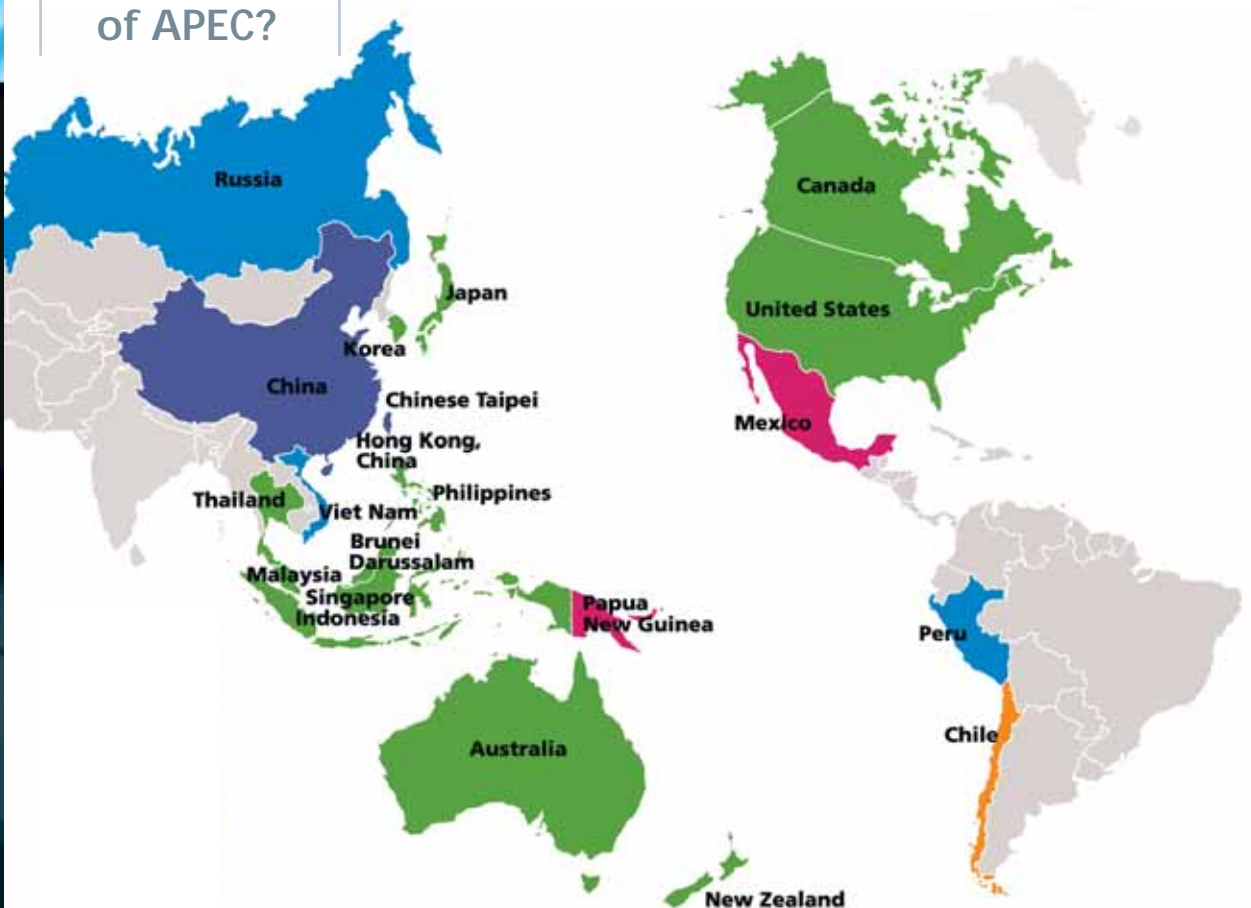 of APEC?
Russia
Canada
Japan
United States
Korea
China
Chinese Taipei
Mexico
Hong Kong,
China
Philippines
Thailand
Viet Nam
Brunei
Darussalam
Malaysia
Singapore
Indonesia
Papua
New Guinea
Peru
Chile
Australia
New Zealand